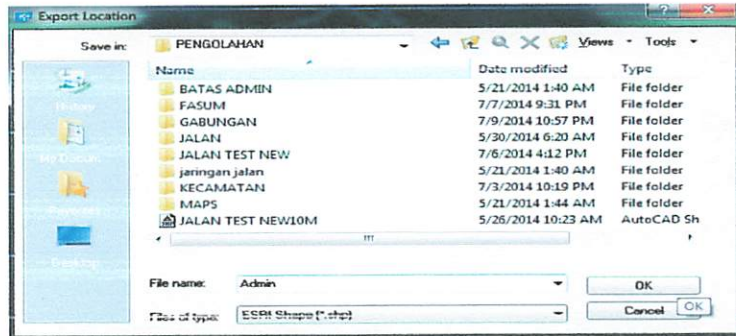 Export Location
Save in: PENGOLAHAN Views Tools
Name Date modified Type
BATAS ADMIN 5/21/2014 1:40 AM File folder
FASUM 7/7/2014 9:31 PM File folder
GABUNGAN 7/9/2014 10:57 PM File folder
JALAN 5/30/2014 6:20 AM File folder
JALAN TEST NEW 7/6/2014 4:12 PM File folder
jaringan jalan 5/21/2014 1:40 AM File folder
KECAMATAN 7/3/2014 10:19 PM File folder
MAPS 5/21/2014 1:44 AM File folder
JALAN TEST NEW10M 5/26/2014 10:23 AM AutoCAD Sh
History
Desktop
File name: Admin OK
Files of type: ESRI Shape (*.shp) Cancel OK